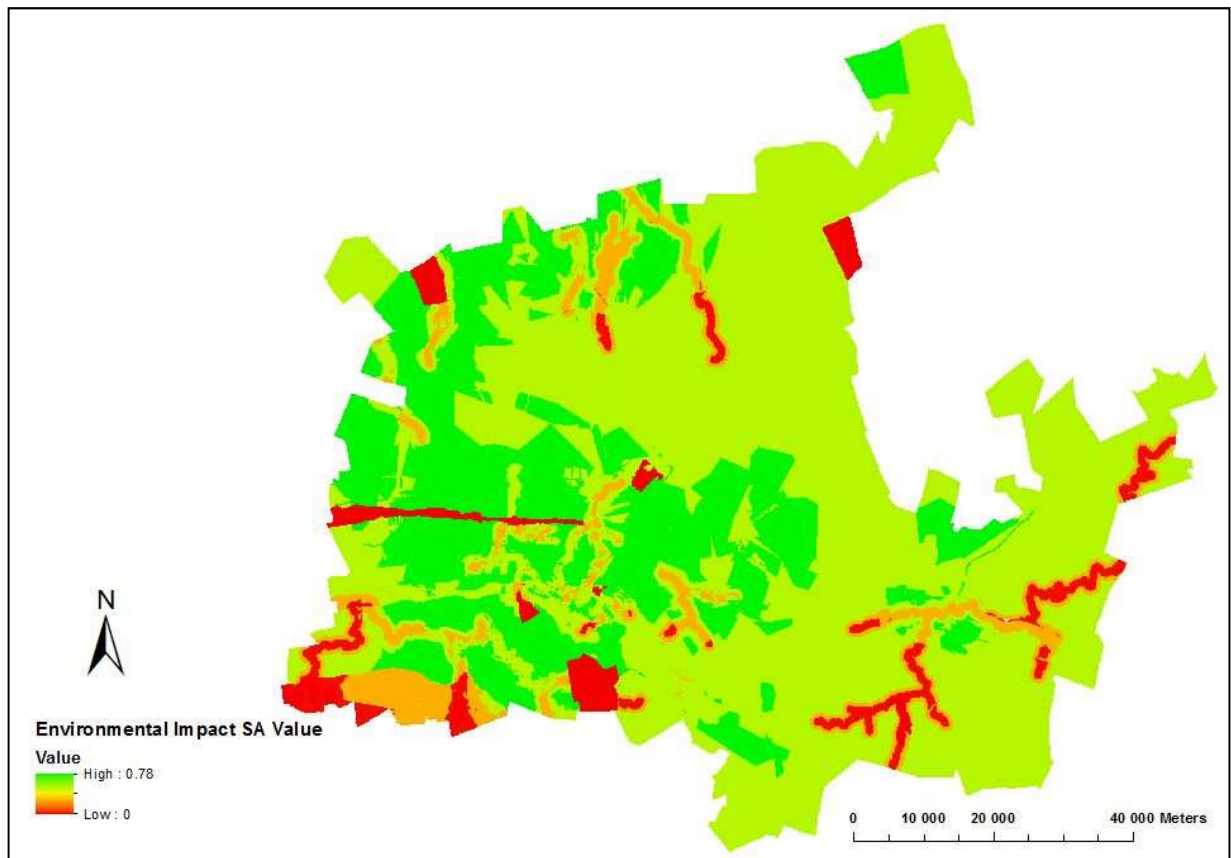 N
Environmental Impact SA Value
Value
High : 0.78
Low : 0
0 10 000 20 000 40 000 Meters